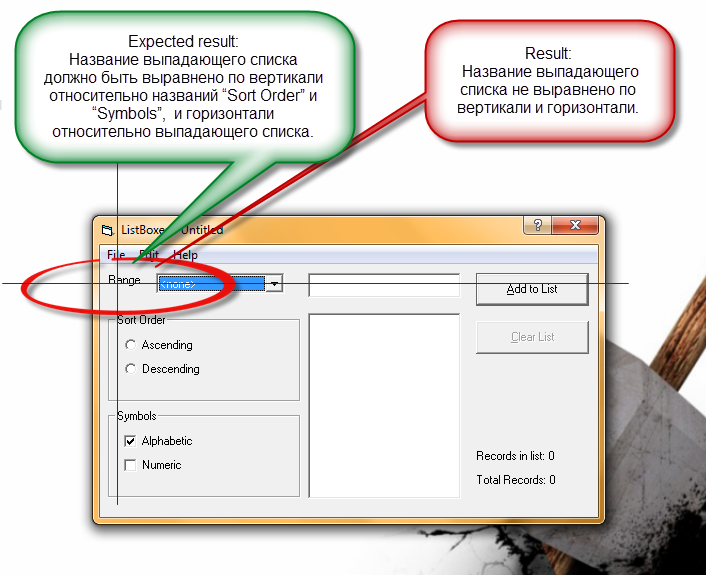 Expected result:
Название выпадающего списка
должно быть выравнено по вертикали
относительно названий “Sort Order” и
“Symbols”, и горизонтали
относительно выпадающего списка.
Result:
Название выпадающего
списка не выравнено по
вертикали и горизонтали.
ListBoxe Untitled
File Edit Help
Range <none> Add to List
Sort Order
Ascending
Descending
Clear List
Symbols
Alphabetic
Numeric
Records in list: 0
Total Records: 0